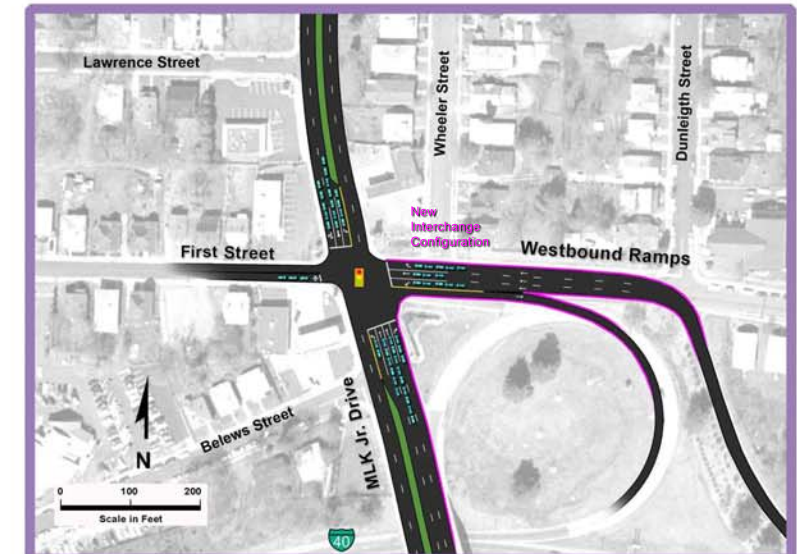 Lawrence Street
Wheeler Street
Dunleigth Street
New
Interchange
Configuration
First Street
Westbound Ramps
MLK Jr. Drive
Belews Street
N
0 100 200
Scale in Feet
40